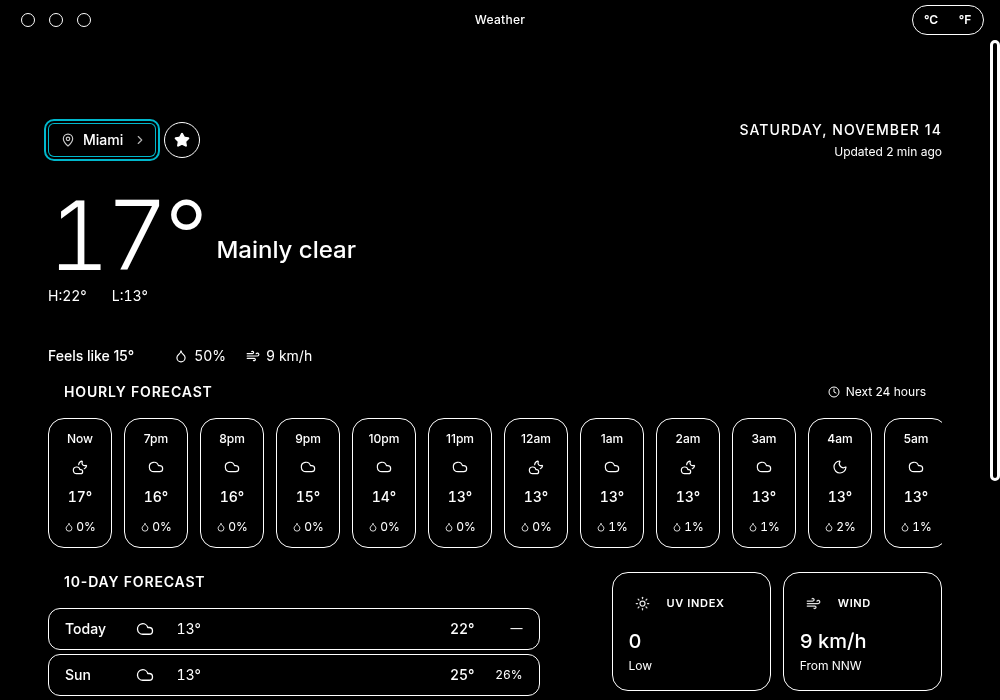 Weather
°C °F
Miami
SATURDAY, NOVEMBER 14
Updated 2 min ago
17° Mainly clear
H:22° L:13°
Feels like 15° 50% 9 km/h
HOURLY FORECAST
Next 24 hours
Now 7pm 8pm 9pm 10pm 11pm 12am 1am 2am 3am 4am 5am
17° 16° 16° 15° 14° 13° 13° 13° 13° 13° 13° 13°
0% 0% 0% 0% 0% 0% 0% 1% 1% 1% 2% 1%
10-DAY FORECAST
Today 13° 22° —
Sun 13° 25° 26%
UV INDEX
0
Low
WIND
9 km/h
From NNW